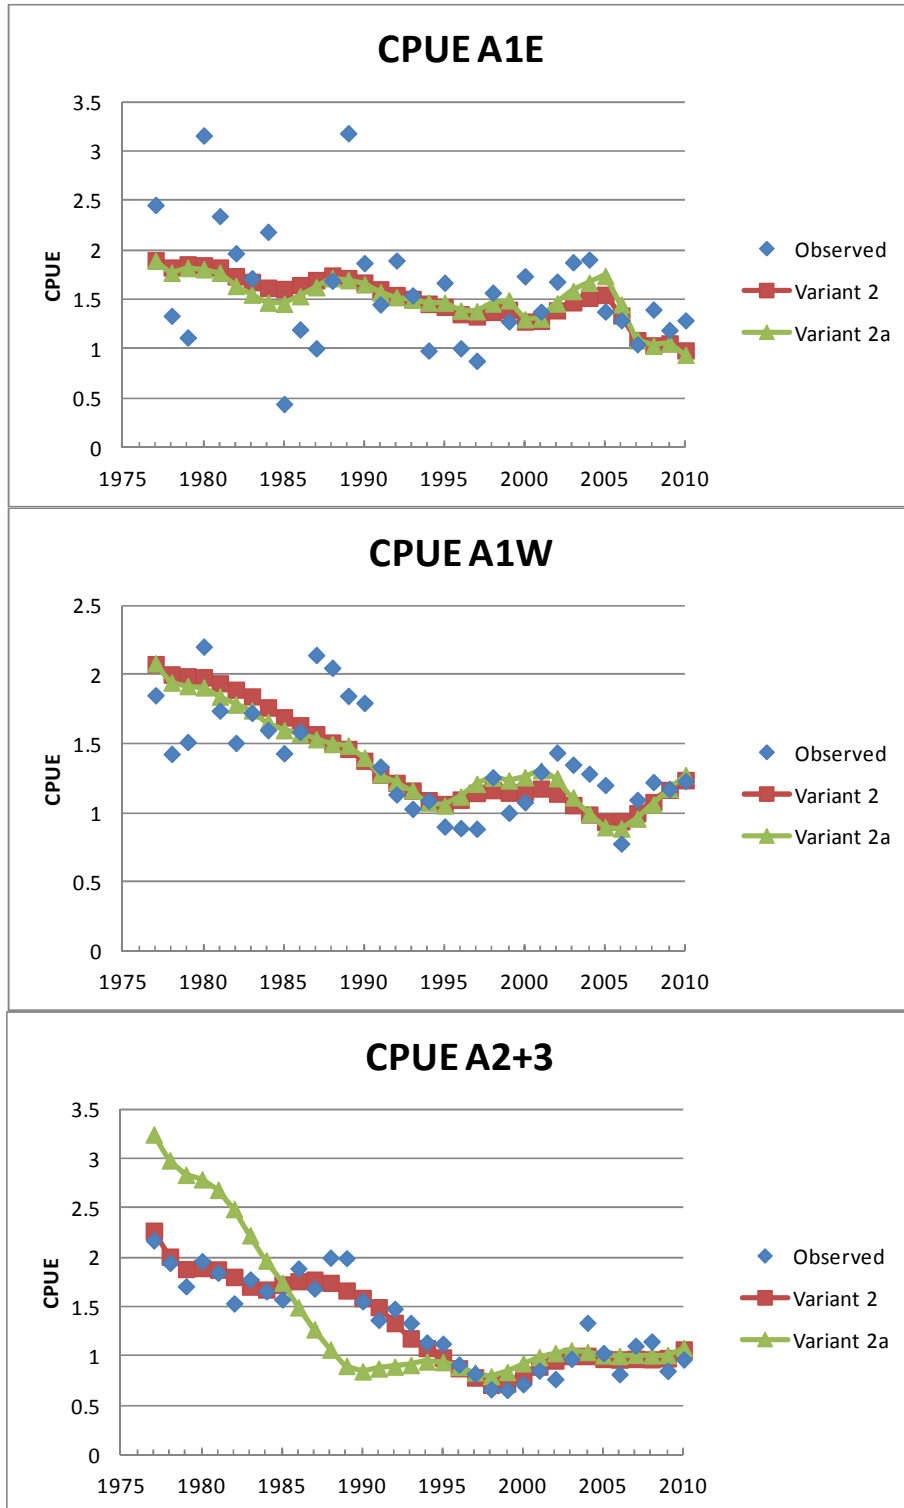 CPUE A1E
3.5
3
2.5
2
1.5
1
0.5
0
CPUE
1975 1980 1985 1990 1995 2000 2005 2010
Observed
Variant 2
Variant 2a
CPUE A1W
2.5
2
1.5
1
0.5
0
CPUE
1975 1980 1985 1990 1995 2000 2005 2010
Observed
Variant 2
Variant 2a
CPUE A2+3
3.5
3
2.5
2
1.5
1
0.5
0
CPUE
1975 1980 1985 1990 1995 2000 2005 2010
Observed
Variant 2
Variant 2a